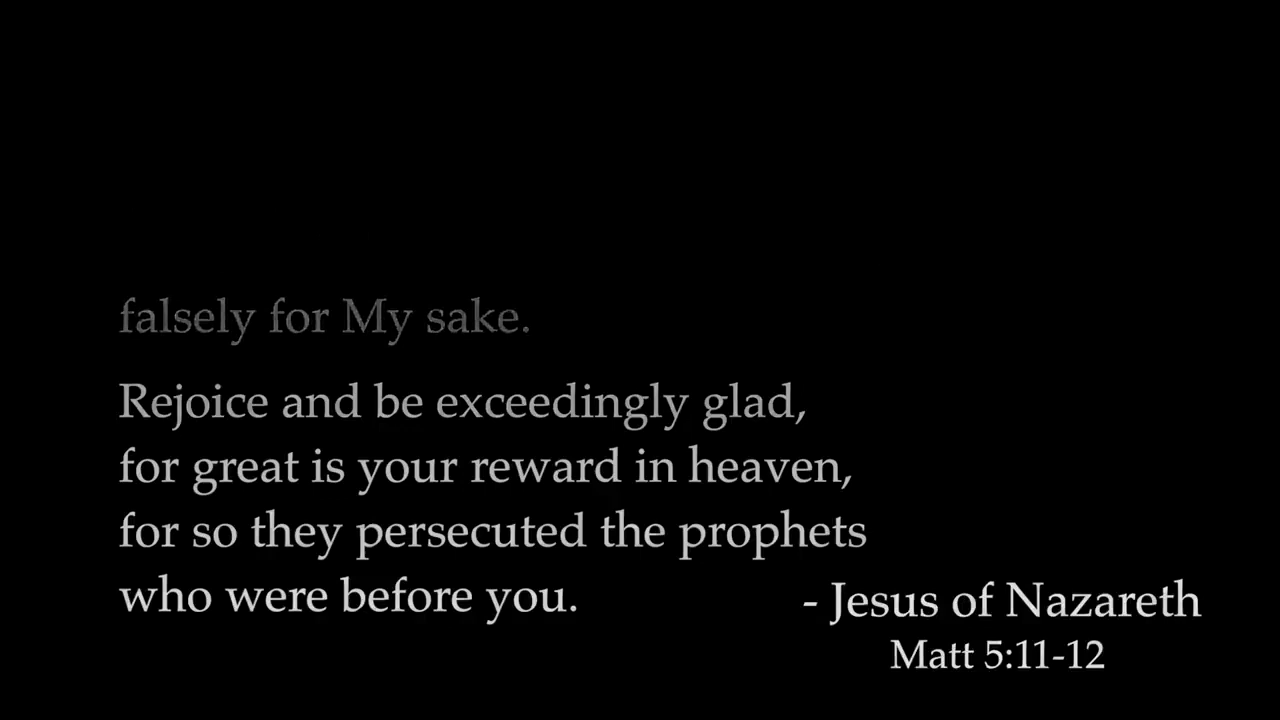 falsely for My sake.
Rejoice and be exceedingly glad,
for great is your reward in heaven,
for so they persecuted the prophets
who were before you.
- Jesus of Nazareth
Matt 5:11-12